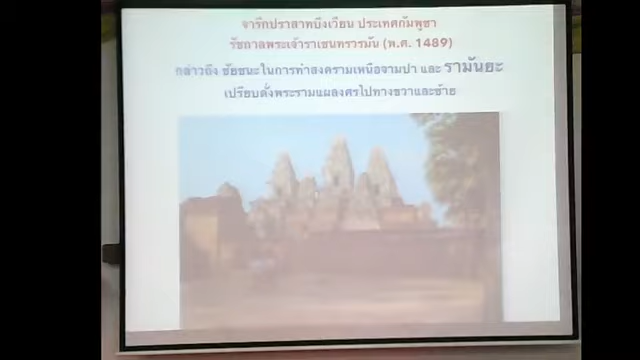 จารึกปราสาทบึงเวียน ประเทศกัมพูชา
รัชกาลพระเจ้าราเชนทรวรมัน (พ.ศ. 1489)
กล่าวถึง ชัยชนะในการทำสงครามเหนือจามปา และ รามันยะ
เปรียบดั่งพระรามแผลงศรไปทางขวาและซ้าย